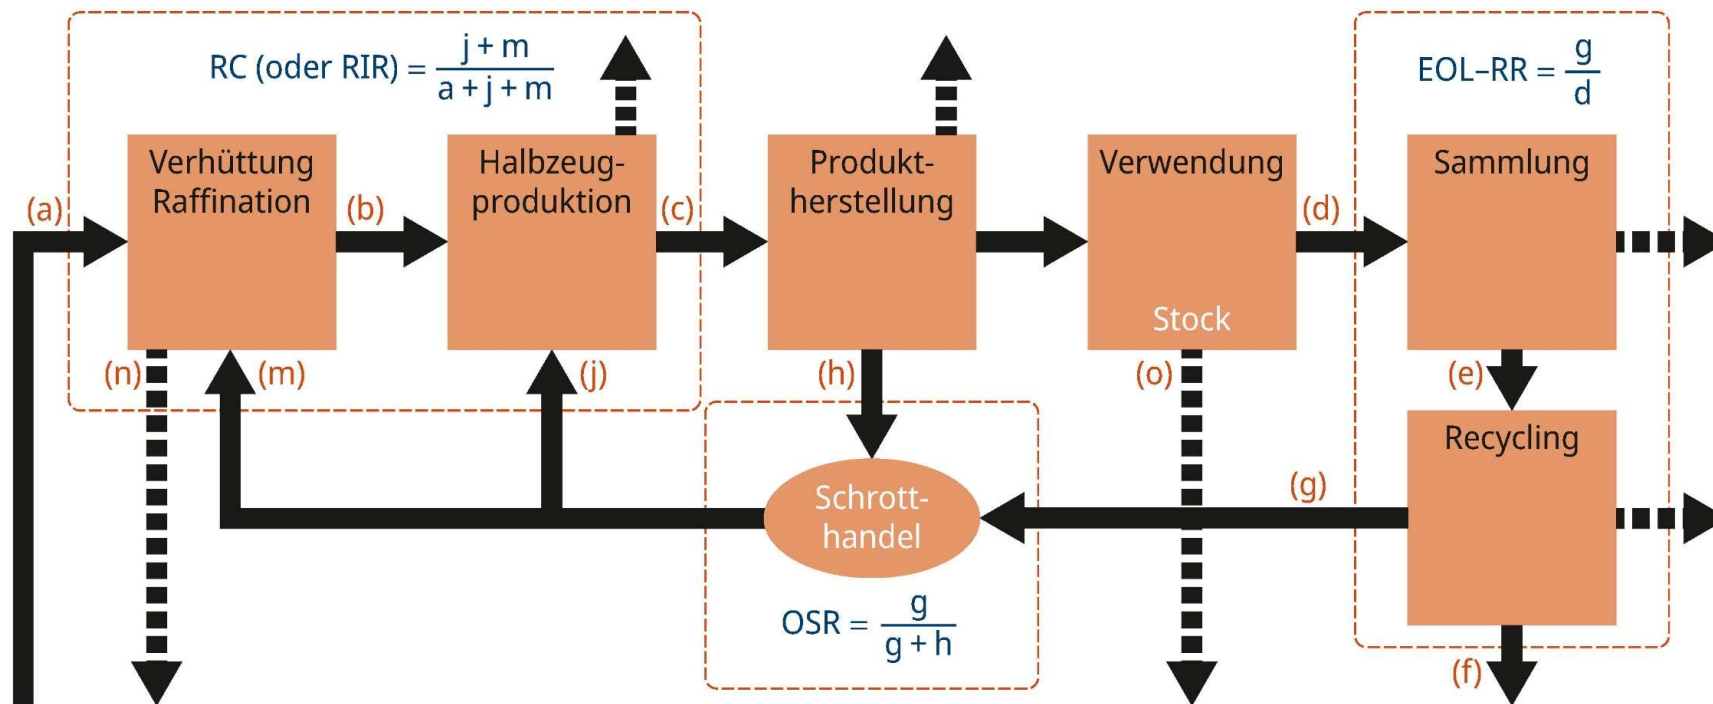 RC (oder RIR) = j + m
a + j + m
EOL–RR = g
d
Verhüttung
Raffination
Halbzeug-
produktion
Produkt-
herstellung
Verwendung
Stock
Sammlung
(a)
(b)
(c)
(d)
(n)
(m)
(j)
(h)
(o)
(e)
Recycling
(g)
Schrott-
handel
OSR = g
g + h
(f)